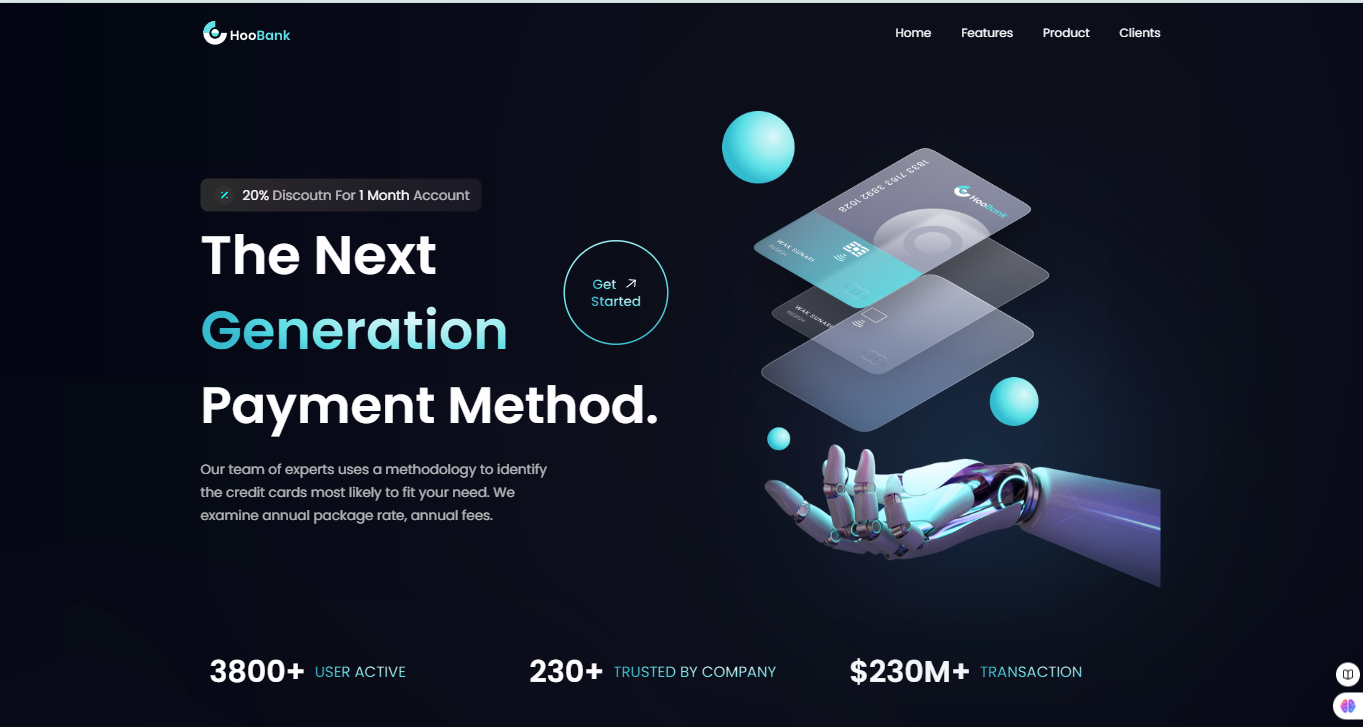 HooBank
Home Features Product Clients
20% Discoutn For 1 Month Account
The Next
Generation
Payment Method.
Get
Started
Our team of experts uses a methodology to identify
the credit cards most likely to fit your need. We
examine annual package rate, annual fees.
1833 7163 3892 1028
HooBank
WAK SUNARI
WAK SUNARI
3800+ USER ACTIVE
230+ TRUSTED BY COMPANY
$230M+ TRANSACTION